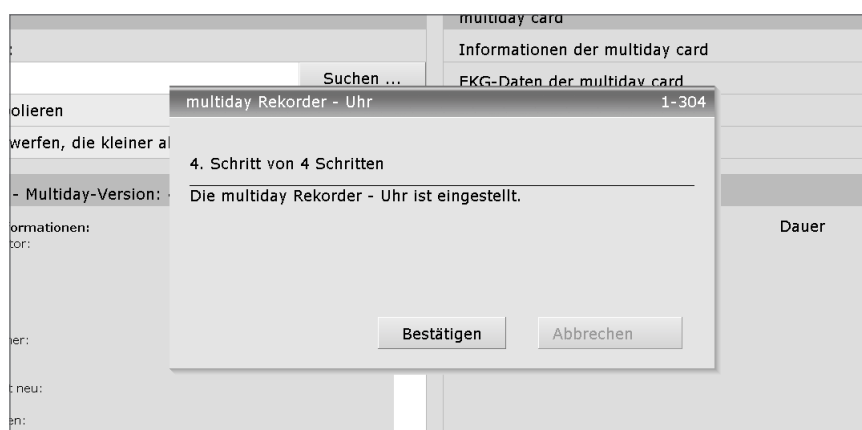 multiday card
:
Informationen der multiday card
Suchen ...
EKG-Daten der multiday card
olieren
werfen, die kleiner al
multiday Rekorder - Uhr
1-304
4. Schritt von 4 Schritten
Die multiday Rekorder - Uhr ist eingestellt.
Bestätigen
Abbrechen
- Multiday-Version:
ormationen:
tor:
Dauer
ner:
t neu:
en: